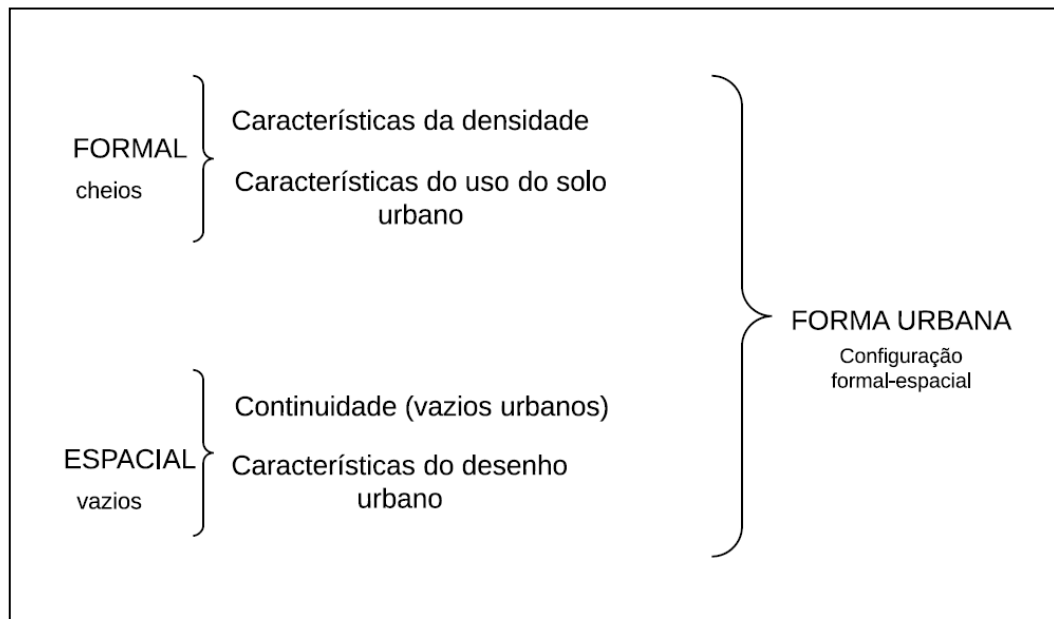 FORMAL
cheios
Características da densidade
Características do uso do solo
urbano
ESPACIAL
vazios
Continuidade (vazios urbanos)
Características do desenho
urbano
FORMA URBANA
Configuração
formal-espacial